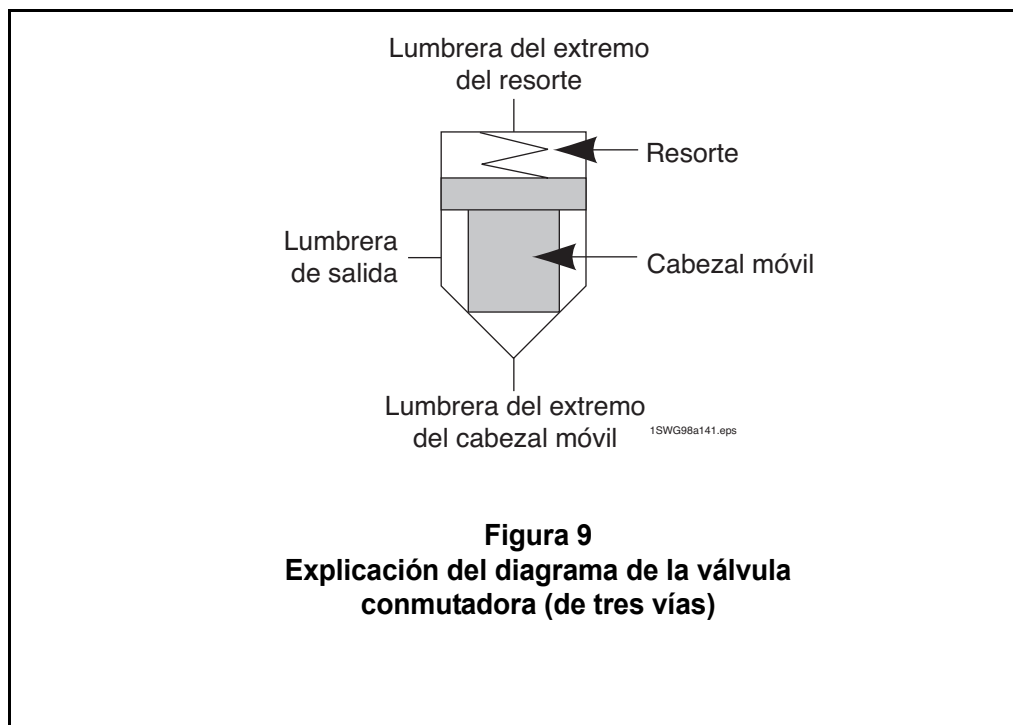 Lumbrera del extremo
del resorte
Resorte
Lumbrera
de salida
Cabezal móvil
Lumbrera del extremo
del cabezal móvil
1SWG98a141.eps
Figura 9
Explicación del diagrama de la válvula
conmutadora (de tres vías)